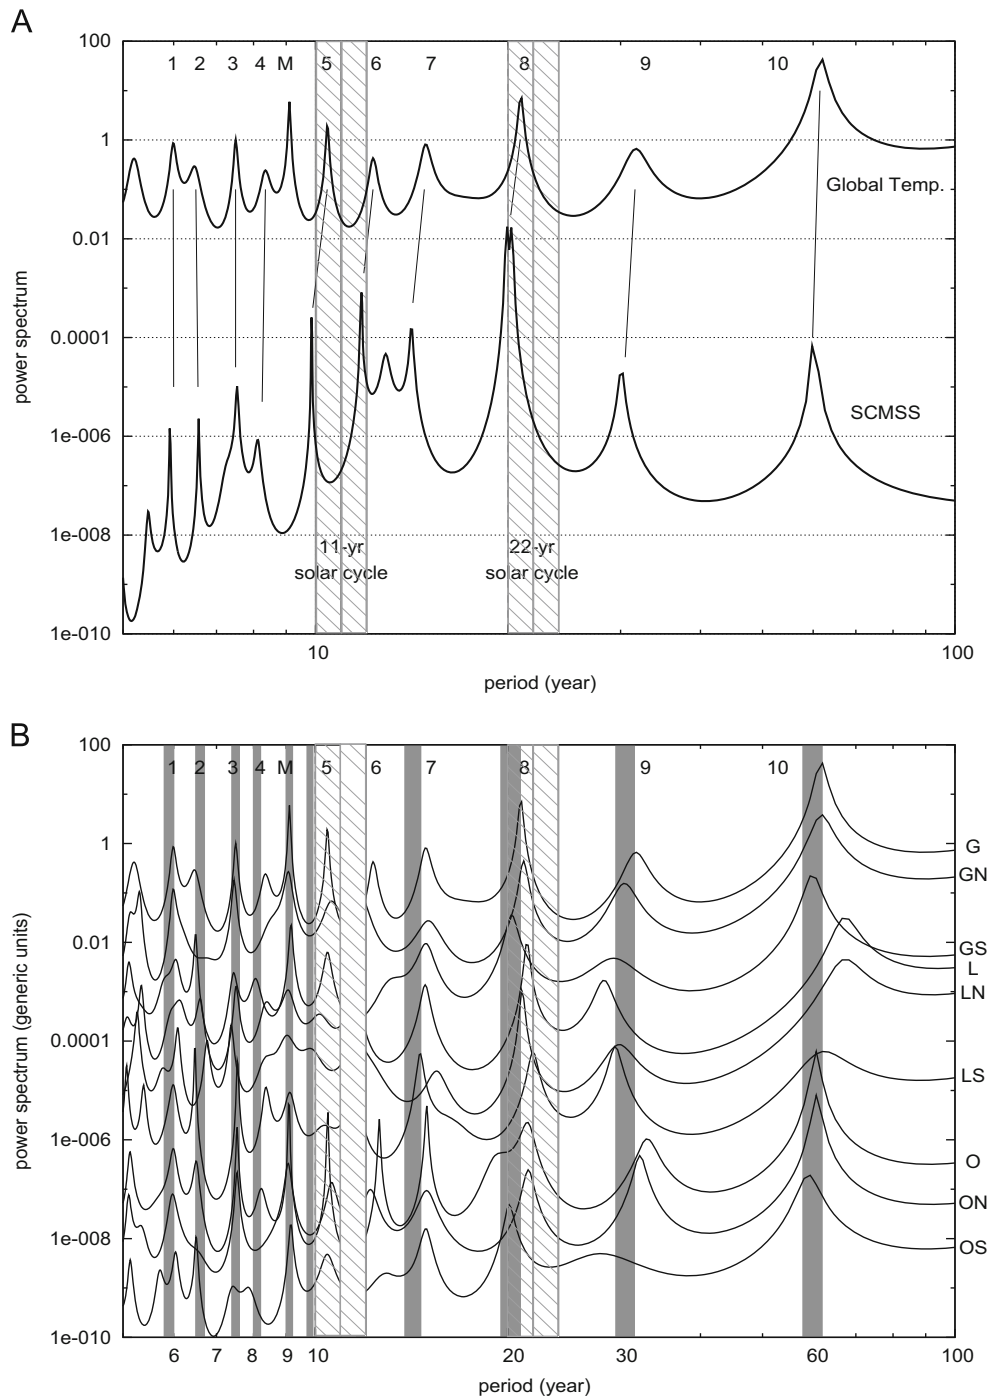 A
100
1 2 3 4 M 5 6 7 8 9 10
1
Global Temp.
0.01
power spectrum
0.0001
SCMSS
1e-006
1e-008
11-yr
solar cycle
22-yr
solar cycle
1e-010
10 100
period (year)
B
100
1 2 3 4 M 5 6 7 8 9 10
1
G
GN
0.01
GS
L
LN
power spectrum (generic units)
0.0001
LS
1e-006
O
ON
1e-008
OS
1e-010
6 7 8 9 10 20 30 60 100
period (year)